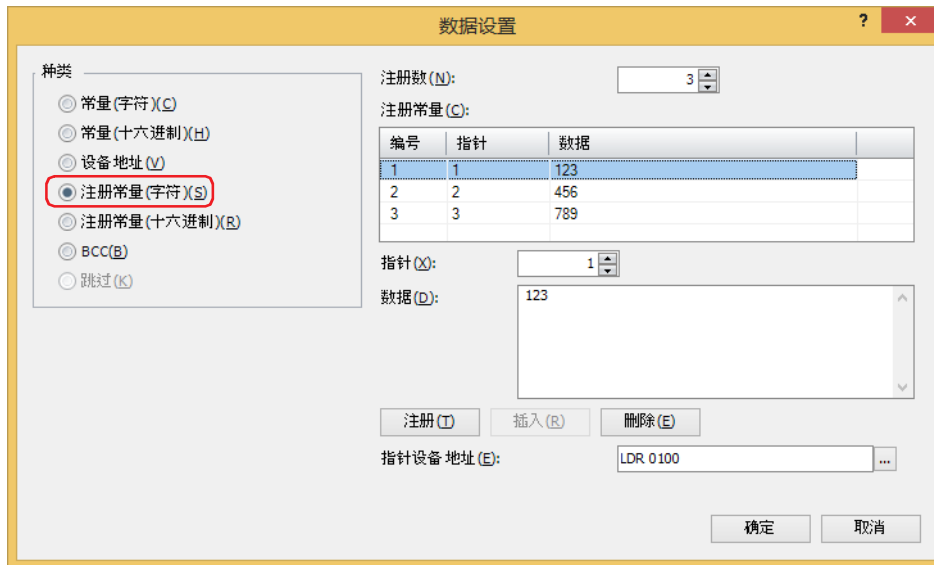 数据设置
?
×
种类
常量(字符)(C)
常量(十六进制)(H)
设备地址(V)
注册常量(字符)(S)
注册常量(十六进制)(R)
BCC(B)
跳过(K)
注册数(N):
3
注册常量(C):
编号 指针 数据
1 1 123
2 2 456
3 3 789
指针(X):
1
数据(D):
123
注册(T) 插入(R) 删除(E)
指针设备地址(E):
LDR 0100
...
确定 取消